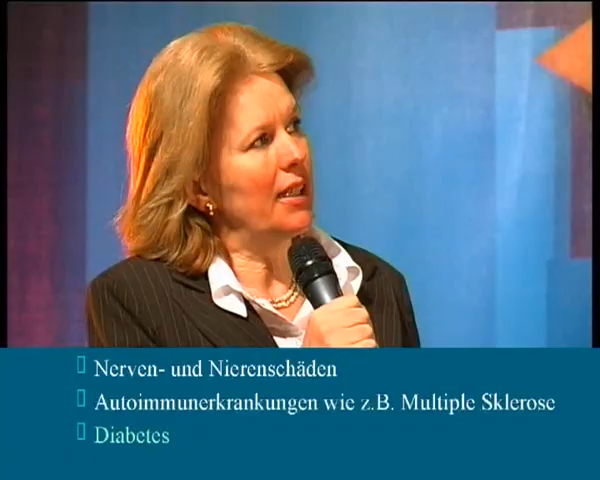 Nerven- und Nierenschäden
Autoimmunerkrankungen wie z.B. Multiple Sklerose
Diabetes